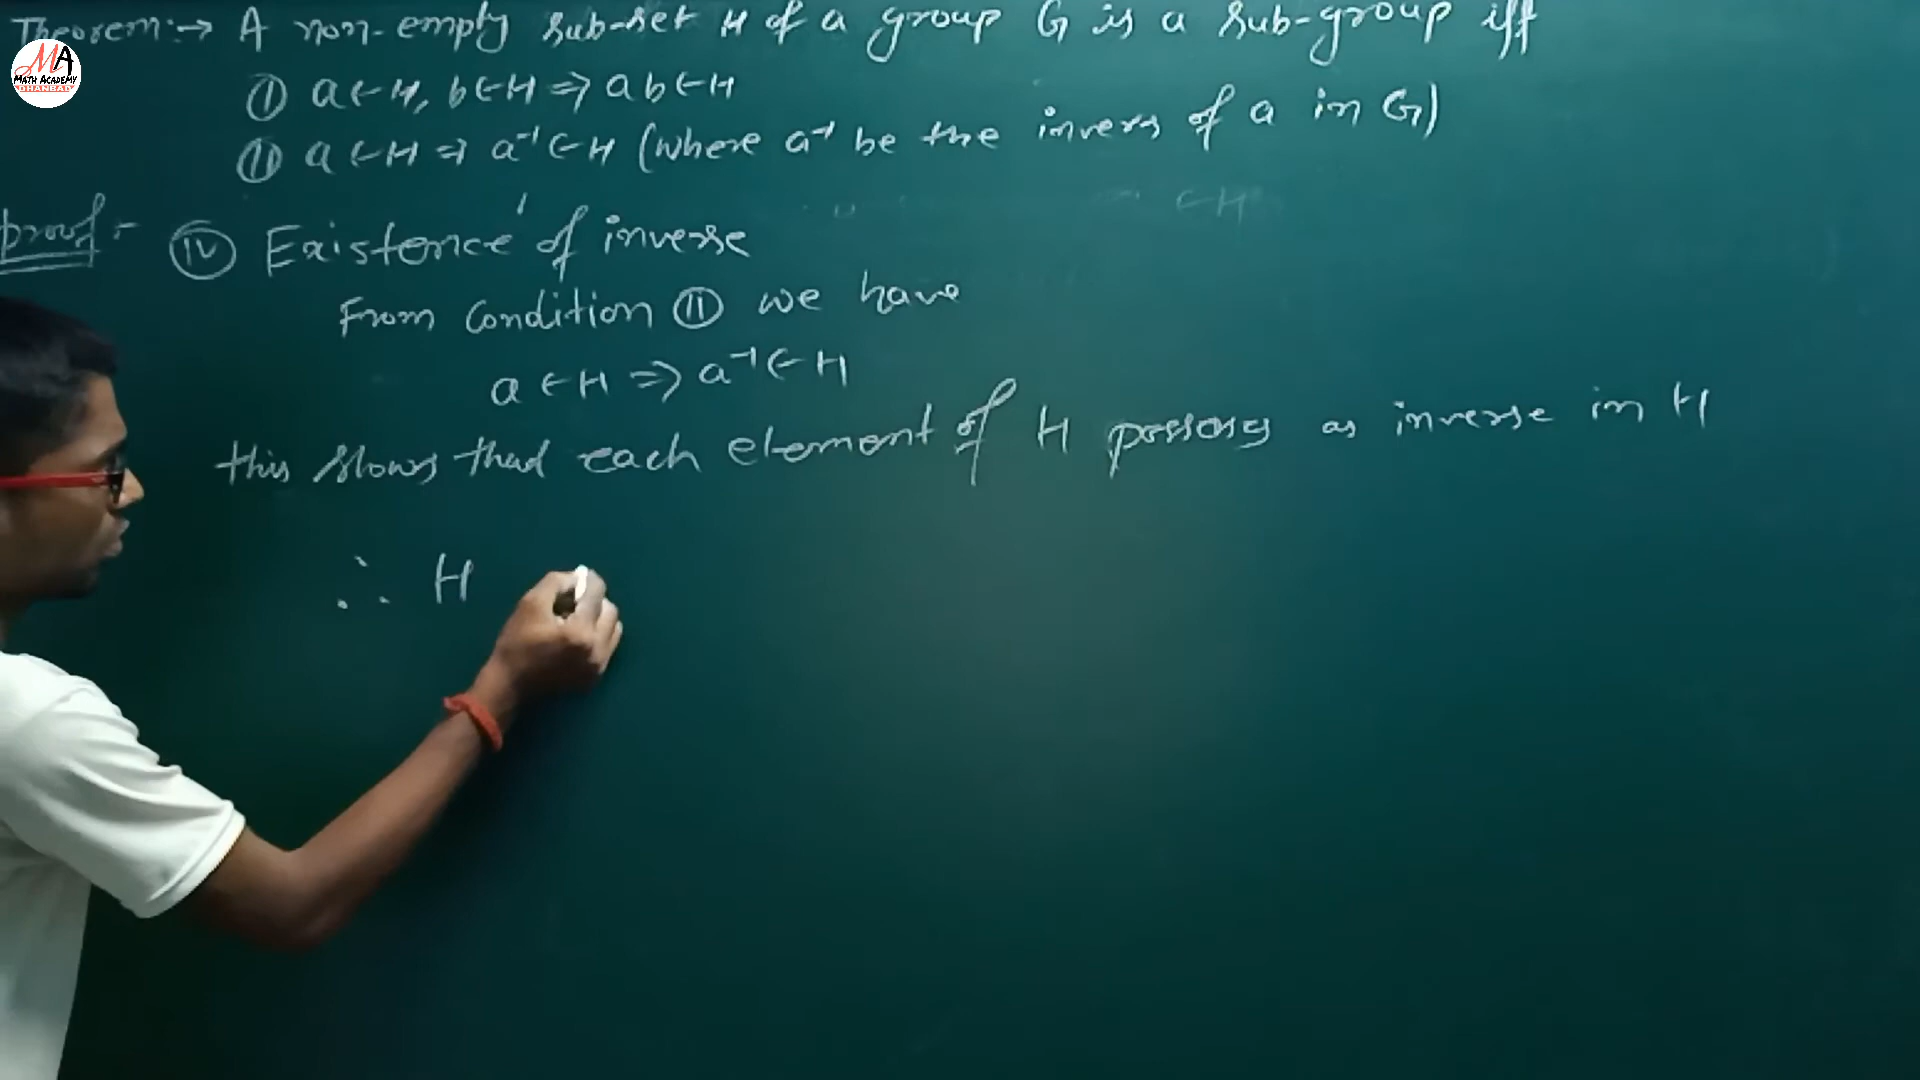 Theorem:→ A non-empty sub-set H of a group G is a sub-group iff
MA
MATH ACADEMY
DHANBAD
① a∈H, b∈H ⇒ ab∈H
② a∈H ⇒ a⁻¹∈H (where a⁻¹ be the invers of a in G)
∈H
proof:- ⓘⓥ Existence of inverse
From condition ② we have
a∈H ⇒ a⁻¹∈H
this shows that each element of H possess as inverse in H
∴ H